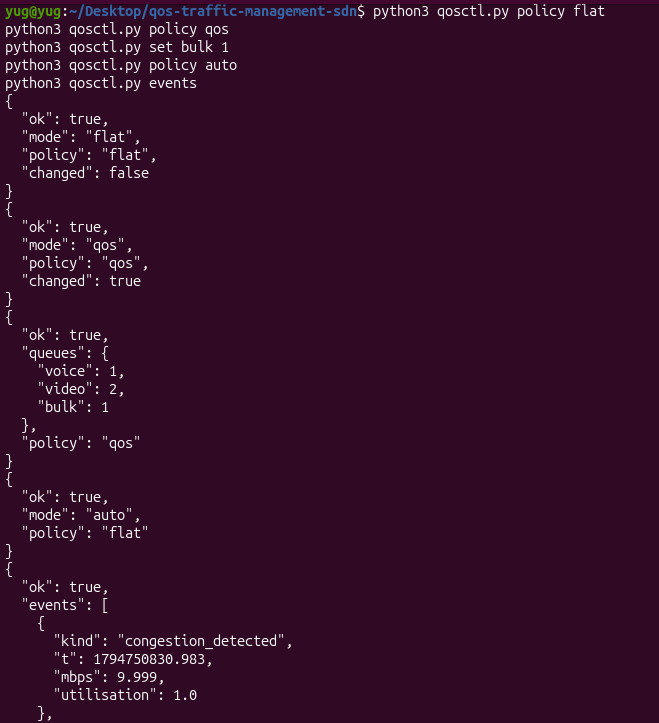 yug@yug:~/Desktop/qos-traffic-management-sdn$ python3 qosctl.py policy flat
python3 qosctl.py policy qos
python3 qosctl.py set bulk 1
python3 qosctl.py policy auto
python3 qosctl.py events
{
  "ok": true,
  "mode": "flat",
  "policy": "flat",
  "changed": false
}
{
  "ok": true,
  "mode": "qos",
  "policy": "qos",
  "changed": true
}
{
  "ok": true,
  "queues": {
    "voice": 1,
    "video": 2,
    "bulk": 1
  },
  "policy": "qos"
}
{
  "ok": true,
  "mode": "auto",
  "policy": "flat"
}
{
  "ok": true,
  "events": [
    {
      "kind": "congestion_detected",
      "t": 1794750830.983,
      "mbps": 9.999,
      "utilisation": 1.0
    },